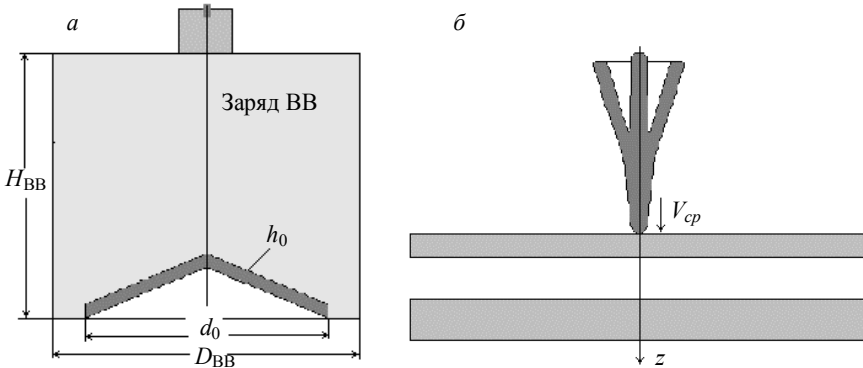 а
б
Заряд ВВ
H_ВВ
V_ср
h_0
d_0
D_ВВ
z